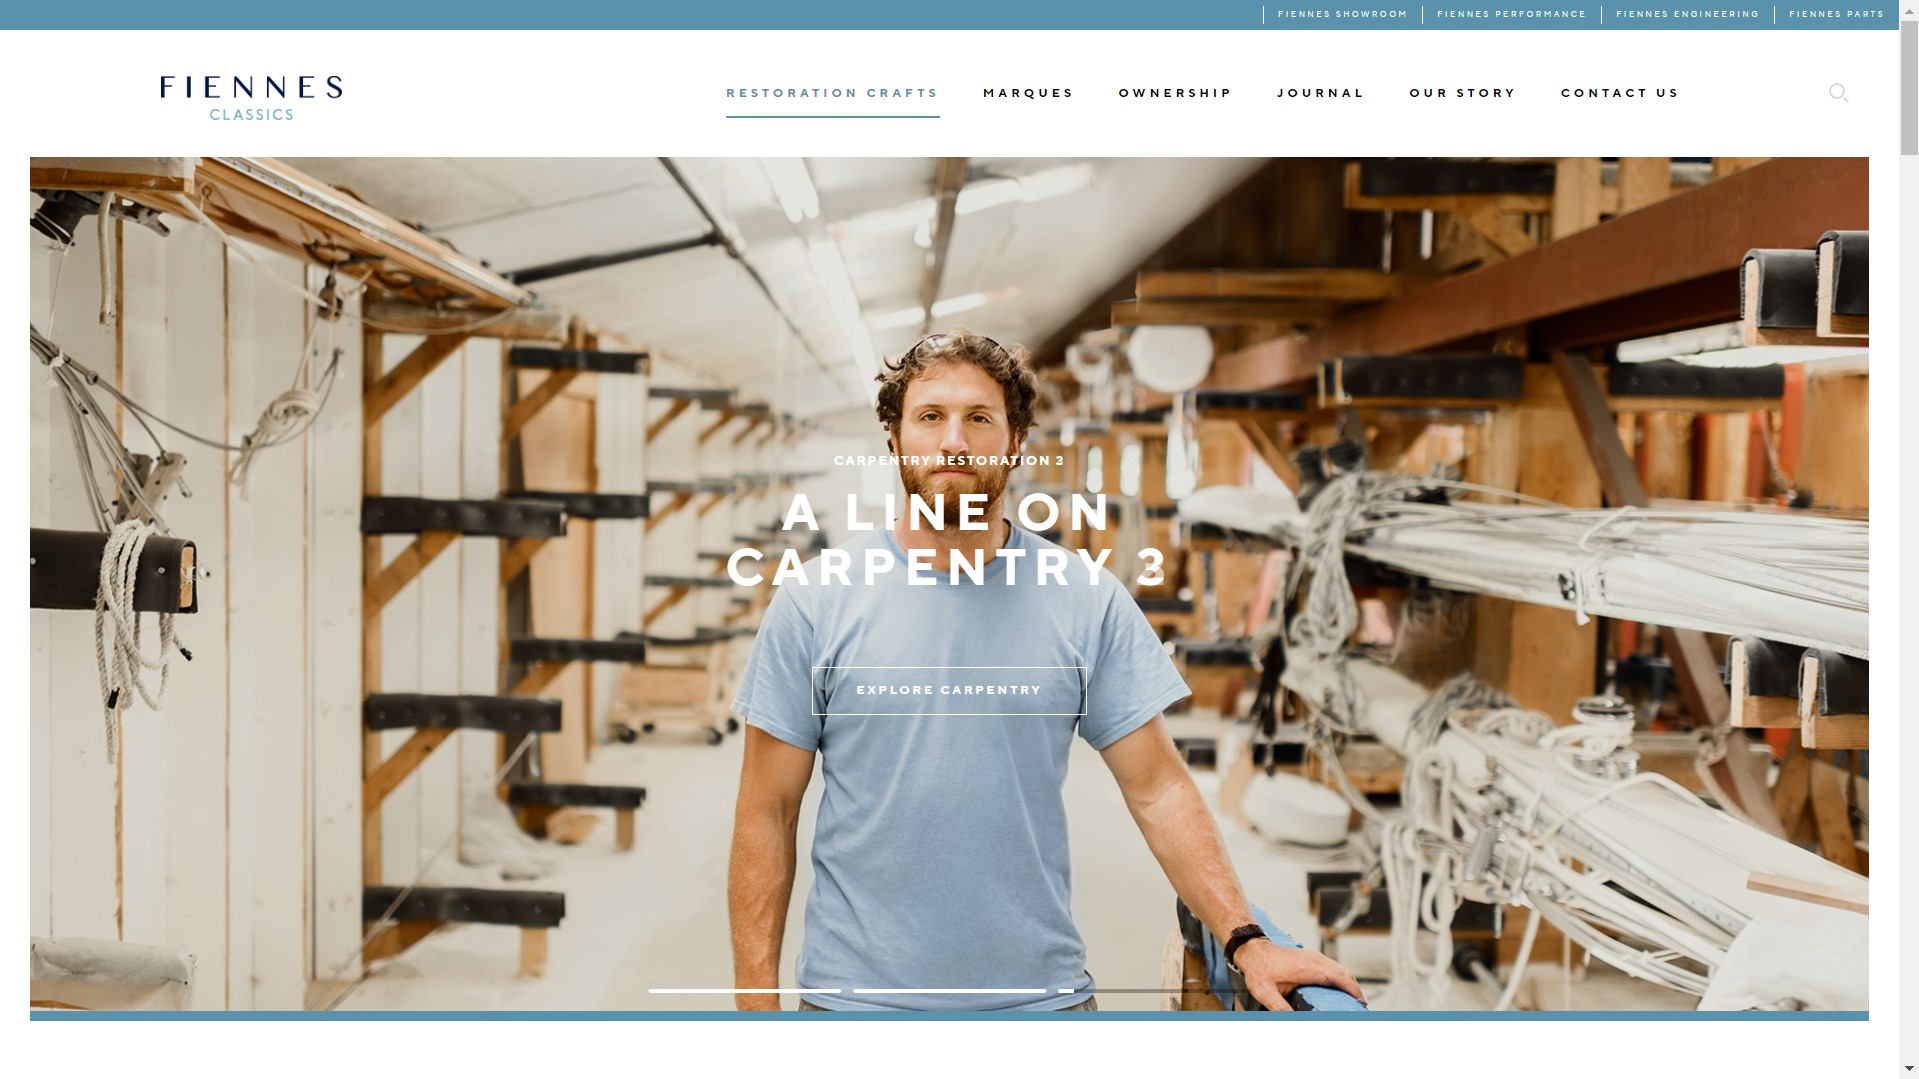 FIENNES SHOWROOM
FIENNES PERFORMANCE
FIENNES ENGINEERING
FIENNES PARTS
FIENNES
CLASSICS
RESTORATION CRAFTS
MARQUES
OWNERSHIP
JOURNAL
OUR STORY
CONTACT US
CARPENTRY RESTORATION 3
A LINE ON
CARPENTRY 3
EXPLORE CARPENTRY